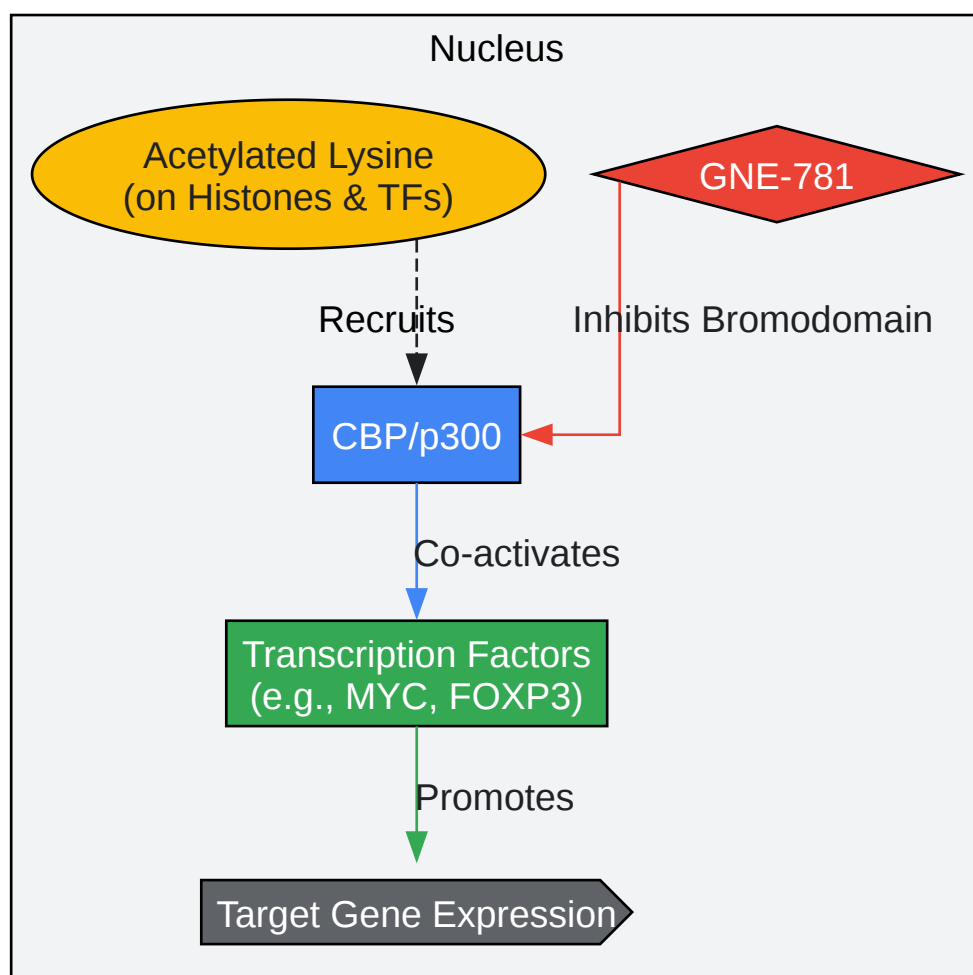 Nucleus
Acetylated Lysine
(on Histones & TFs)
GNE-781
Recruits
Inhibits Bromodomain
CBP/p300
Co-activates
Transcription Factors
(e.g., MYC, FOXP3)
Promotes
Target Gene Expression